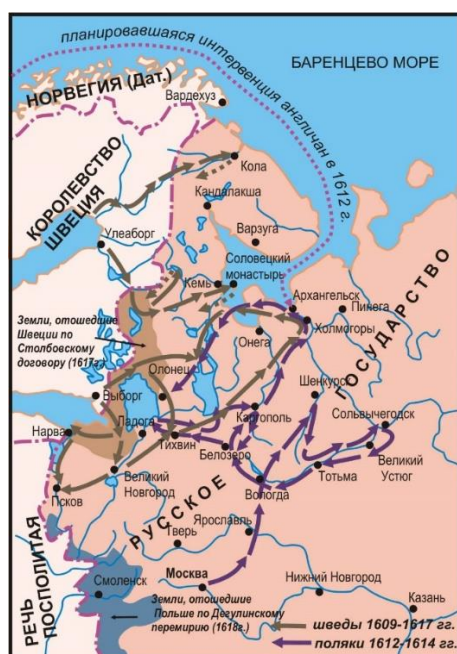 планировавшаяся интервенция англичан в 1612 г.
БАРЕНЦЕВО МОРЕ
НОРВЕГИЯ (Дат.)
Вардехуз
Кола
КОРОЛЕВСТВО
ШВЕЦИЯ
Кандалакша
Варзуга
Улеаборг
Соловецкий
монастырь
Кемь
Архангельск
Пинега
Холмогоры
ГОСУДАРСТВО
Земли, отошедшие
Швеции по
Столбовскому
договору (1617г.)
Онега
Олонец
Шенкурск
Выборг
Сольвычегодск
Каргополь
Нарва
Ладога
Тихвин
Белозеро
Великий
Устюг
Тотьма
Псков
Великий
Новгород
Вологда
РУССКОЕ
Ярославль
Тверь
РЕЧЬ
ПОСПОЛИТАЯ
Смоленск
Москва
Нижний Новгород
Казань
Земли, отошедшие
Польше по Деулинскому
перемирию (1618г.)
шведы 1609-1617 гг.
поляки 1612-1614 гг.